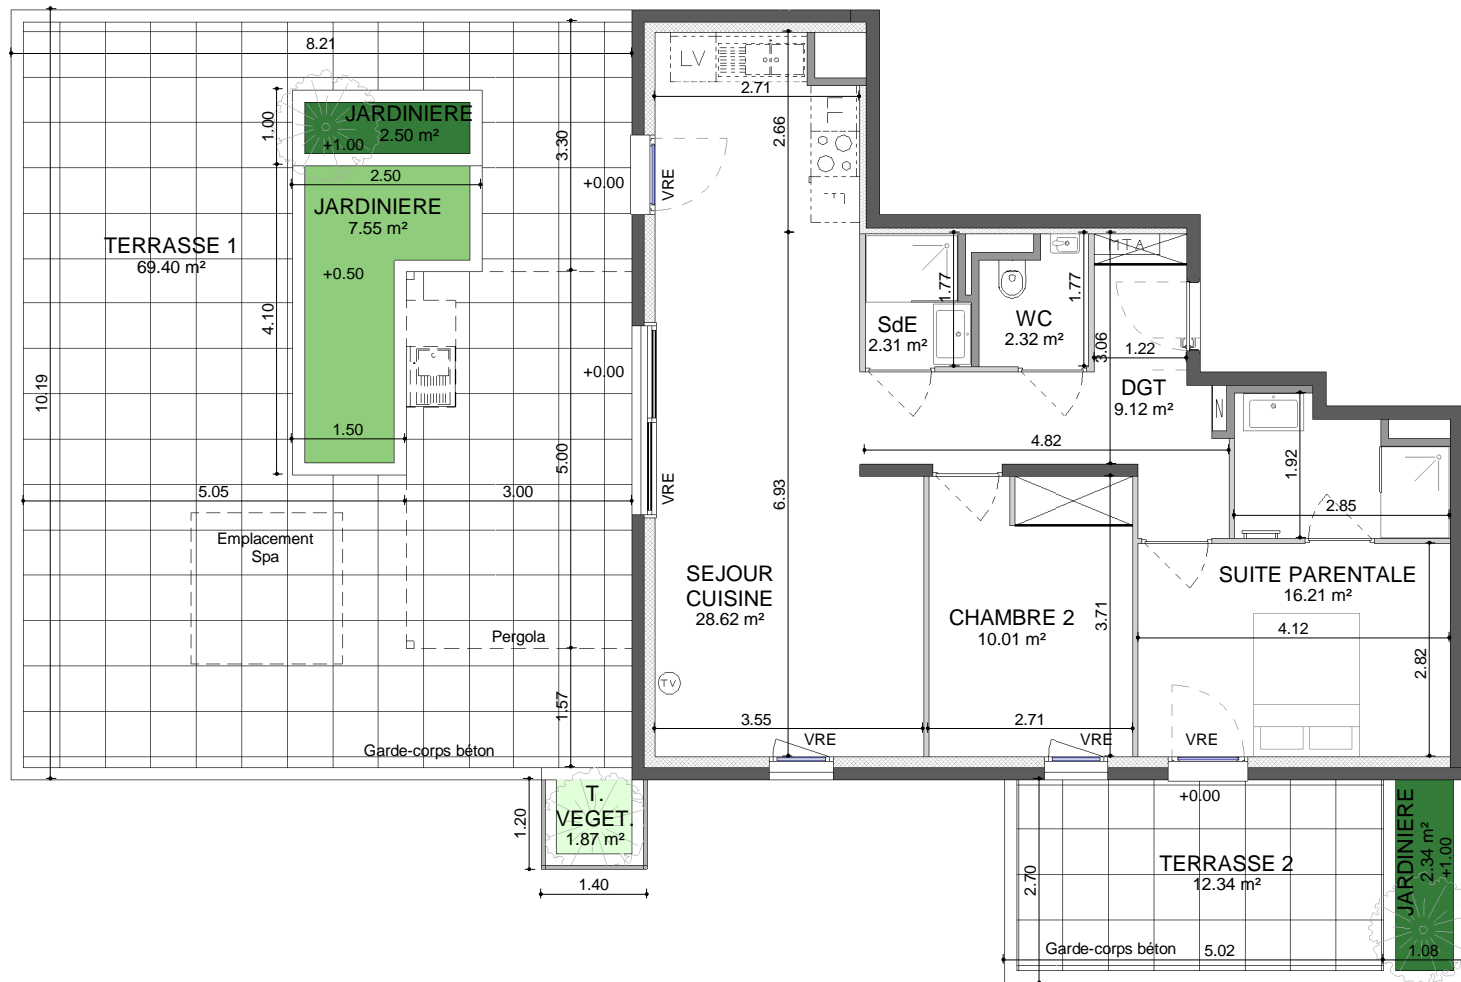 8.21
LV
2.71
JARDINIERE
2.50 m²
+1.00
1.00
3.30
2.66
VRE
+0.00
2.50
JARDINIERE
7.55 m²
+0.50
TERRASSE 1
69.40 m²
4.10
10.19
+0.00
1.50
5.05
3.00
5.00
VRE
6.93
Emplacement
Spa
Pergola
1.57
Garde-corps béton
SdE
2.31 m²
1.77
WC
2.32 m²
1.77
3.06
1.22
DGT
9.12 m²
4.82
1.92
2.85
SEJOUR
CUISINE
28.62 m²
TV
3.55
VRE
CHAMBRE 2
10.01 m²
3.71
2.71
VRE
SUITE PARENTALE
16.21 m²
4.12
2.82
VRE
T.
VEGET.
1.87 m²
1.20
1.40
+0.00
TERRASSE 2
12.34 m²
2.70
Garde-corps béton
5.02
JARDINIERE
2.34 m²
+1.00
1.08